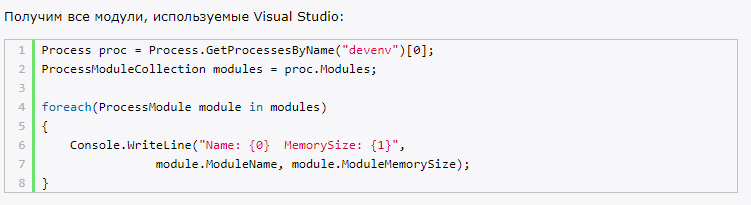 Получим все модули, используемые Visual Studio:
1 Process proc = Process.GetProcessesByName("devenv")[0];
2 ProcessModuleCollection modules = proc.Modules;
3
4 foreach(ProcessModule module in modules)
5 {
6     Console.WriteLine("Name: {0}  MemorySize: {1}",
7                 module.ModuleName, module.ModuleMemorySize);
8 }